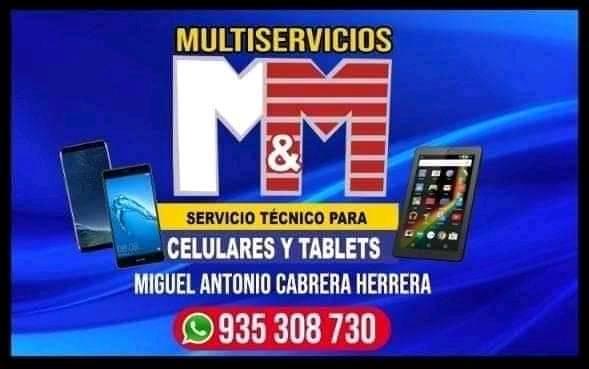 MULTISERVICIOS
M&M
SERVICIO TÉCNICO PARA
CELULARES Y TABLETS
MIGUEL ANTONIO CABRERA HERRERA
935 308 730